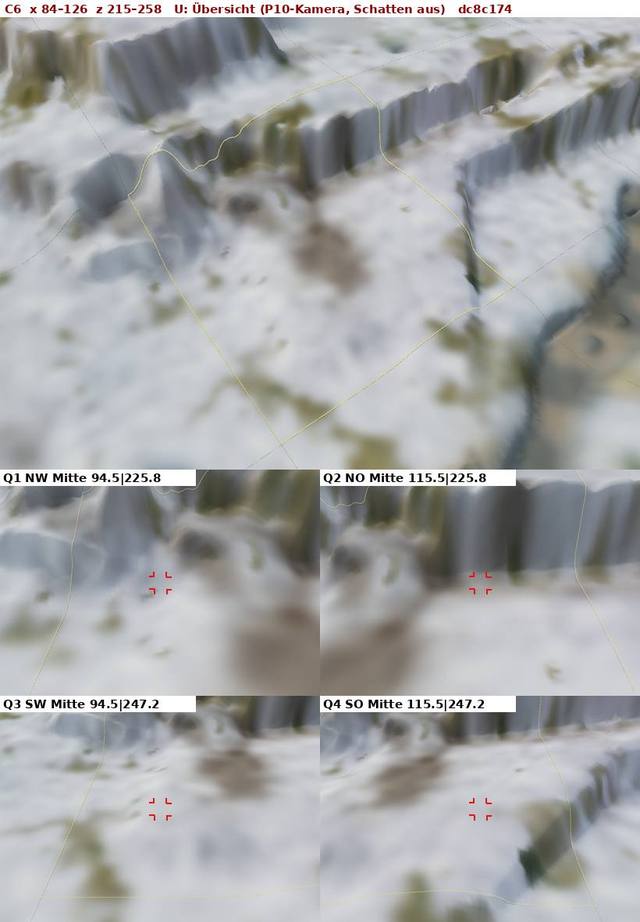 C6 x 84–126 z 215–258 U: Übersicht (P10-Kamera, Schatten aus) dc8c174
Q1 NW Mitte 94.5|225.8
Q2 NO Mitte 115.5|225.8
Q3 SW Mitte 94.5|247.2
Q4 SO Mitte 115.5|247.2